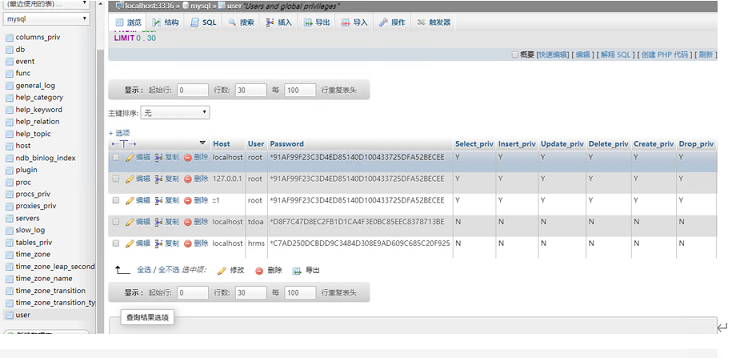 (最近使用的表) ...
mysql
columns_priv
db
event
func
general_log
help_category
help_keyword
help_relation
help_topic
host
ndb_binlog_index
plugin
proc
procs_priv
proxies_priv
servers
slow_log
tables_priv
time_zone
time_zone_leap_second
time_zone_name
time_zone_transition
time_zone_transition_ty
user
localhost:3336 » mysql » user "Users and global privileges"
浏览 结构 SQL 搜索 插入 导出 导入 操作 触发器
LIMIT 0 , 30
概要 [快速编辑] [ 编辑 ] [ 解释 SQL ] [ 创建 PHP 代码 ] [ 刷新 ]
显示 : 起始行: 0 行数: 30 每 100 行重复表头
主键排序: 无
+ 选项
←T→ Host User Password Select_priv Insert_priv Update_priv Delete_priv Create_priv Drop_priv
编辑 复制 删除 localhost root *91AF99F23C3D4ED85140D100433725DFA52BECEE Y Y Y Y Y Y
编辑 复制 删除 127.0.0.1 root *91AF99F23C3D4ED85140D100433725DFA52BECEE Y Y Y Y Y Y
编辑 复制 删除 ::1 root *91AF99F23C3D4ED85140D100433725DFA52BECEE Y Y Y Y Y Y
编辑 复制 删除 localhost tdoa *D8F7C47D8EC2FB1D1CA4F3E0BC85EEC8378713BE N N N N N N
编辑 复制 删除 localhost hrms *C7AD250DCBDD9C3484D308E9AD609C685C20F925 N N N N N N
全选 / 全不选 选中项: 修改 删除 导出
显示 : 起始行: 0 行数: 30 每 100 行重复表头
查询结果选项